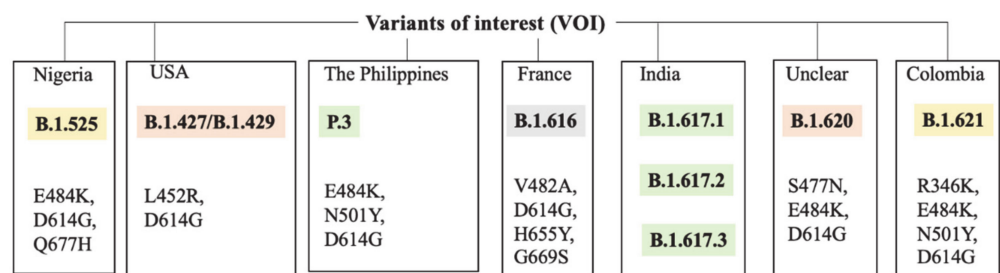 Variants of interest (VOI)
Nigeria
B.1.525
E484K,
D614G,
Q677H
USA
B.1.427/B.1.429
L452R,
D614G
The Philippines
P.3
E484K,
N501Y,
D614G
France
B.1.616
V482A,
D614G,
H655Y,
G669S
India
B.1.617.1
B.1.617.2
B.1.617.3
Unclear
B.1.620
S477N,
E484K,
D614G
Colombia
B.1.621
R346K,
E484K,
N501Y,
D614G